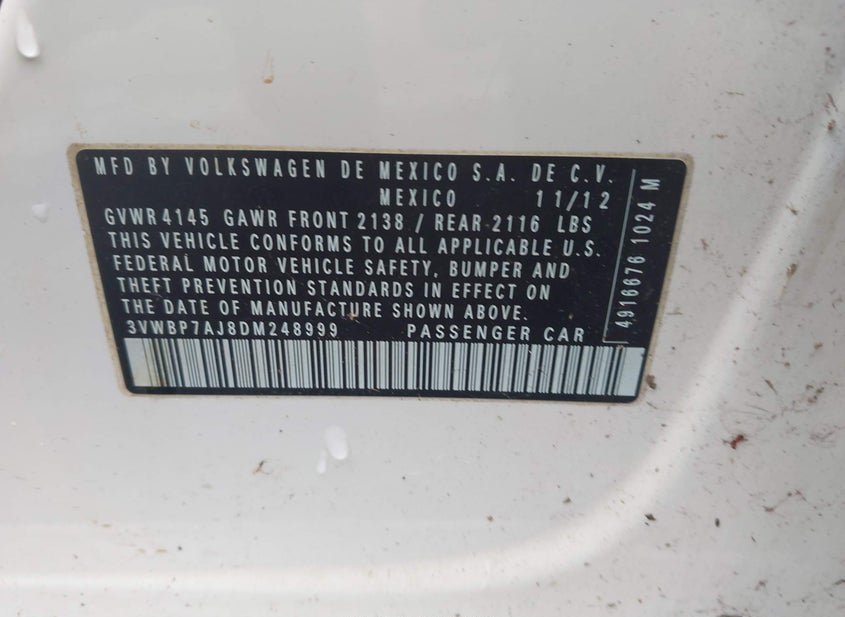 MFD BY VOLKSWAGEN DE MEXICO S.A. DE C.V.
MEXICO 11/12
GVWR 4145 GAWR FRONT 2138 / REAR 2116 LBS
THIS VEHICLE CONFORMS TO ALL APPLICABLE U.S.
FEDERAL MOTOR VEHICLE SAFETY, BUMPER AND
THEFT PREVENTION STANDARDS IN EFFECT ON
THE DATE OF MANUFACTURE SHOWN ABOVE.
3VWBP7AJ8DM248999 PASSENGER CAR
4916676 1024 M